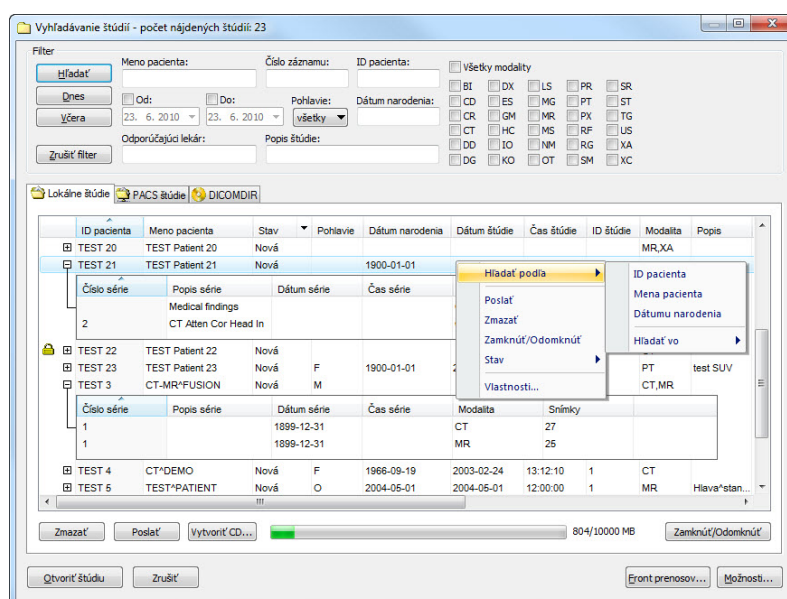 Vyhľadávanie štúdií - počet nájdených štúdií: 23
Filter
Hľadať
Dnes
Včera
Zrušiť filter
Meno pacienta: Číslo záznamu: ID pacienta:
Od: Do: Pohlavie: Dátum narodenia:
23. 6. 2010 23. 6. 2010 všetky
Odporúčajúci lekár: Popis štúdie:
Všetky modality
BI DX LS PR SR
CD ES MG PT ST
CR GM MR PX TG
CT HC MS RF US
DD IO NM RG XA
DG KO OT SM XC
Lokálne štúdie PACS štúdie DICOMDIR
ID pacienta Meno pacienta Stav Pohlavie Dátum narodenia Dátum štúdie Čas štúdie ID štúdie Modalita Popis
TEST 20 TEST Patient 20 Nová MR,XA
TEST 21 TEST Patient 21 Nová 1900-01-01
Číslo série Popis série Dátum série Čas série
Medical findings
2 CT Atten Cor Head In
TEST 22 TEST Patient 22 Nová
TEST 23 TEST Patient 23 Nová F 1900-01-01 PT test SUV
TEST 3 CT-MR^FUSION Nová M CT,MR
Číslo série Popis série Dátum série Čas série Modalita Snímky
1 1899-12-31 CT 27
1 1899-12-31 MR 25
TEST 4 CT^DEMO Nová F 1966-09-19 2003-02-24 13:12:10 1 CT
TEST 5 TEST^PATIENT Nová O 2004-05-01 2004-05-01 12:00:00 1 MR Hlava^stan...
Hľadať podľa
Poslať
Zmazať
Zamknúť/Odomknúť
Stav
Vlastnosti...
ID pacienta
Mena pacienta
Dátumu narodenia
Hľadať vo
Zmazať Poslať Vytvoriť CD... 804/10000 MB Zamknúť/Odomknúť
Otvoriť štúdiu Zrušiť Front prenosov... Možnosti...